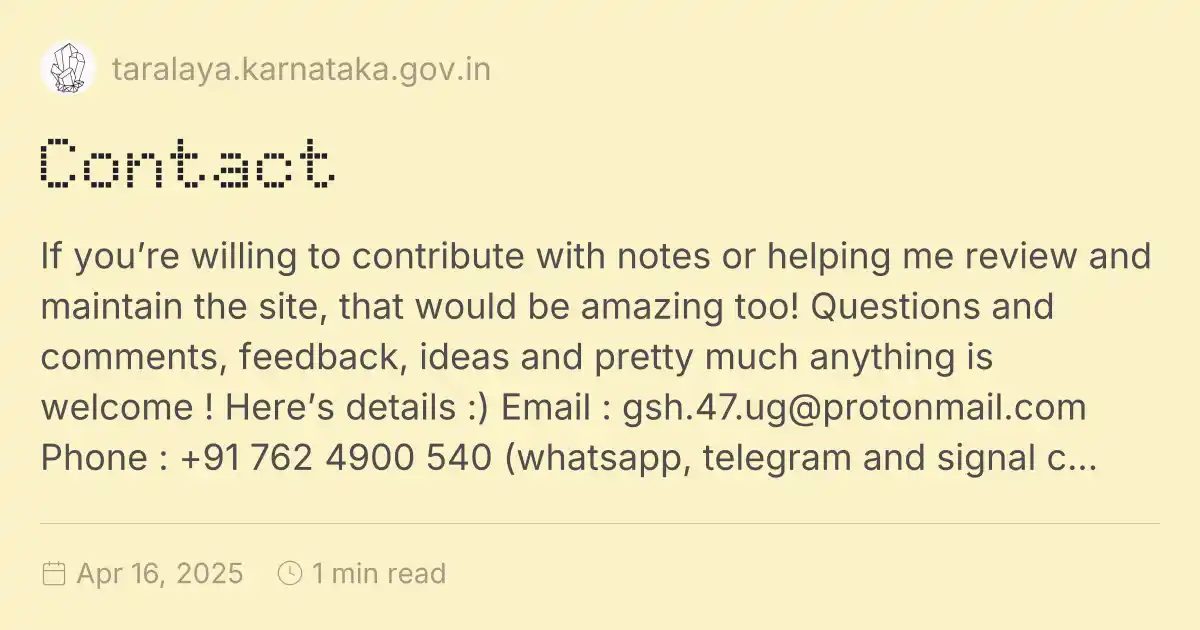 taralaya.karnataka.gov.in
Contact
If you’re willing to contribute with notes or helping me review and
maintain the site, that would be amazing too! Questions and
comments, feedback, ideas and pretty much anything is
welcome ! Here’s details :) Email : gsh.47.ug@protonmail.com
Phone : +91 762 4900 540 (whatsapp, telegram and signal c...
Apr 16, 2025 1 min read